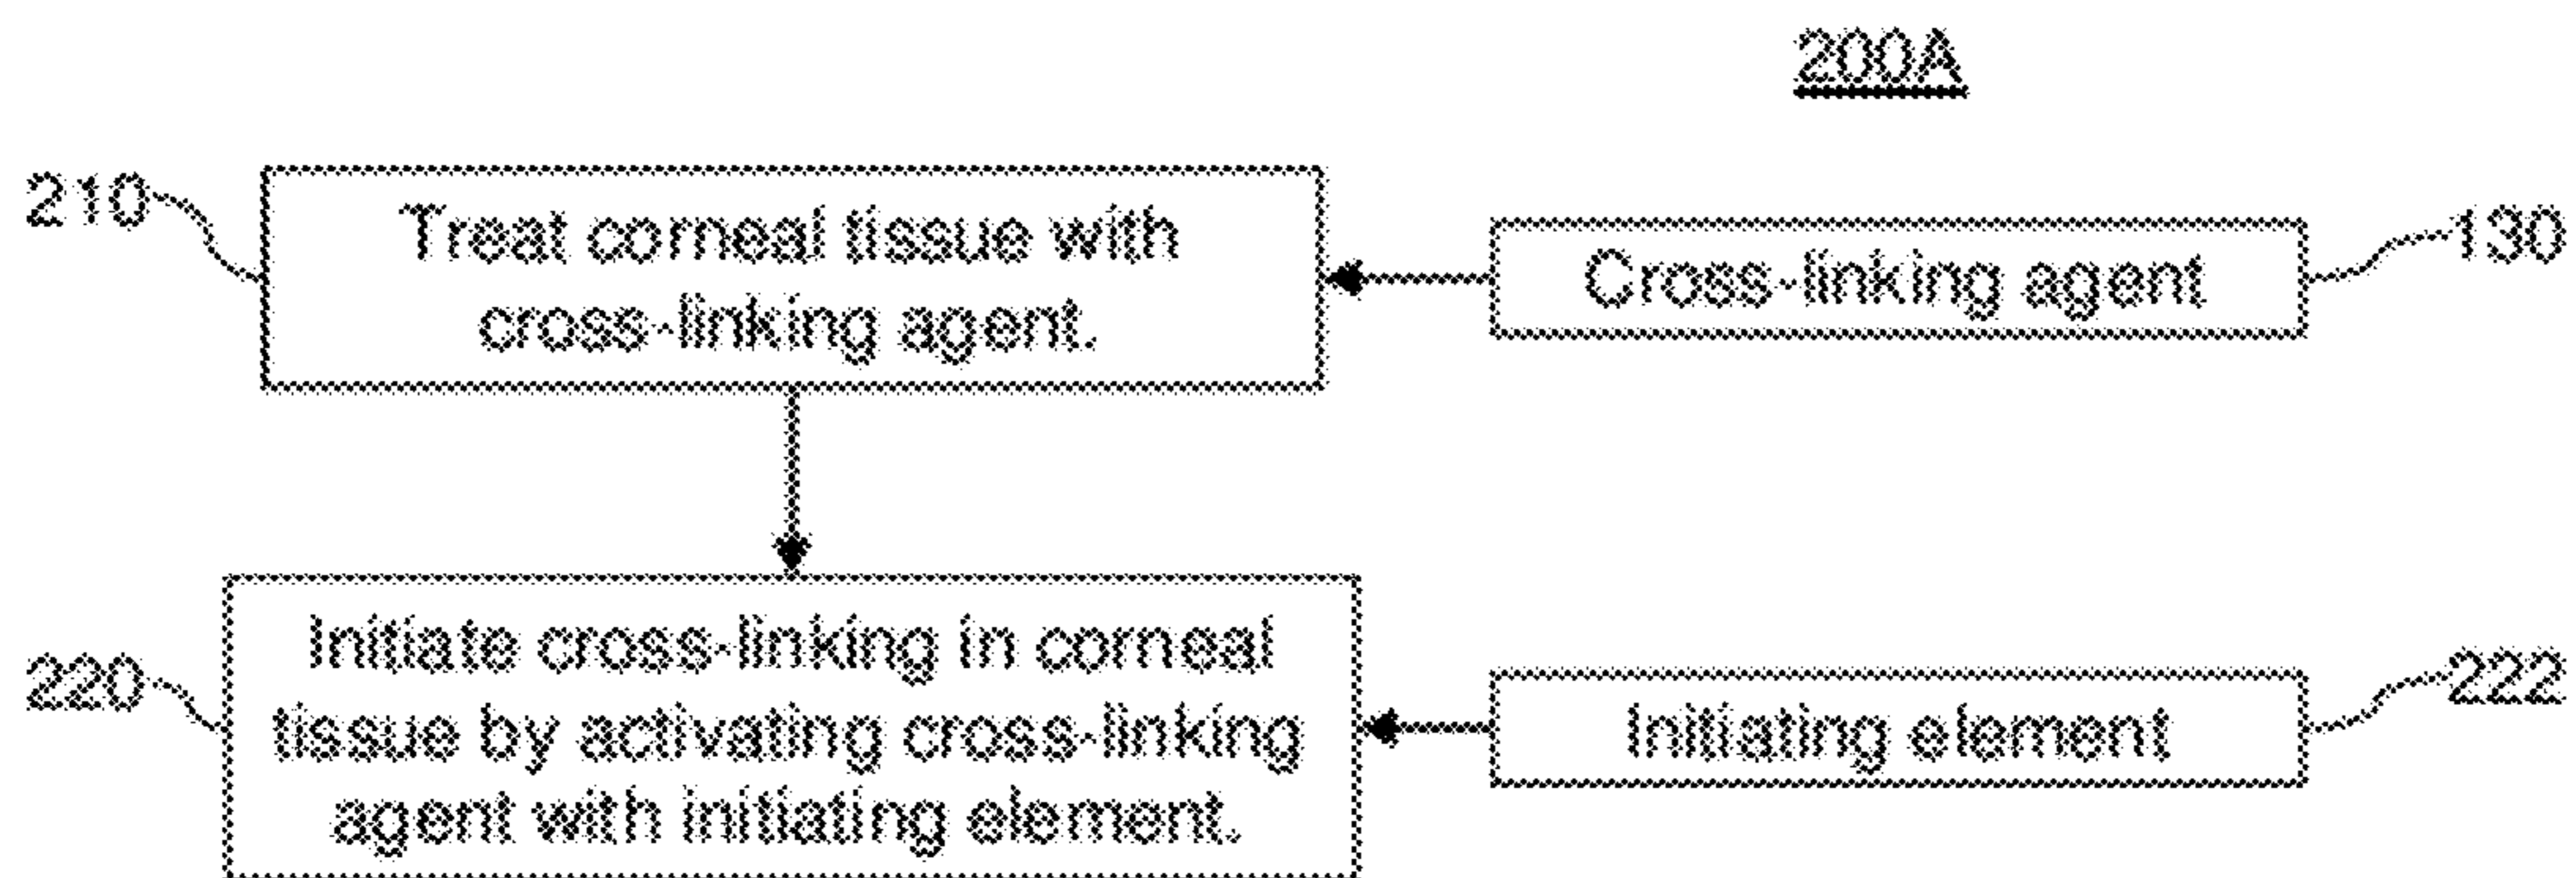 200A
210
Treat corneal tissue with
cross-linking agent.
Cross-linking agent
130
220
Initiate cross-linking in corneal
tissue by activating cross-linking
agent with initiating element.
Initiating element
222